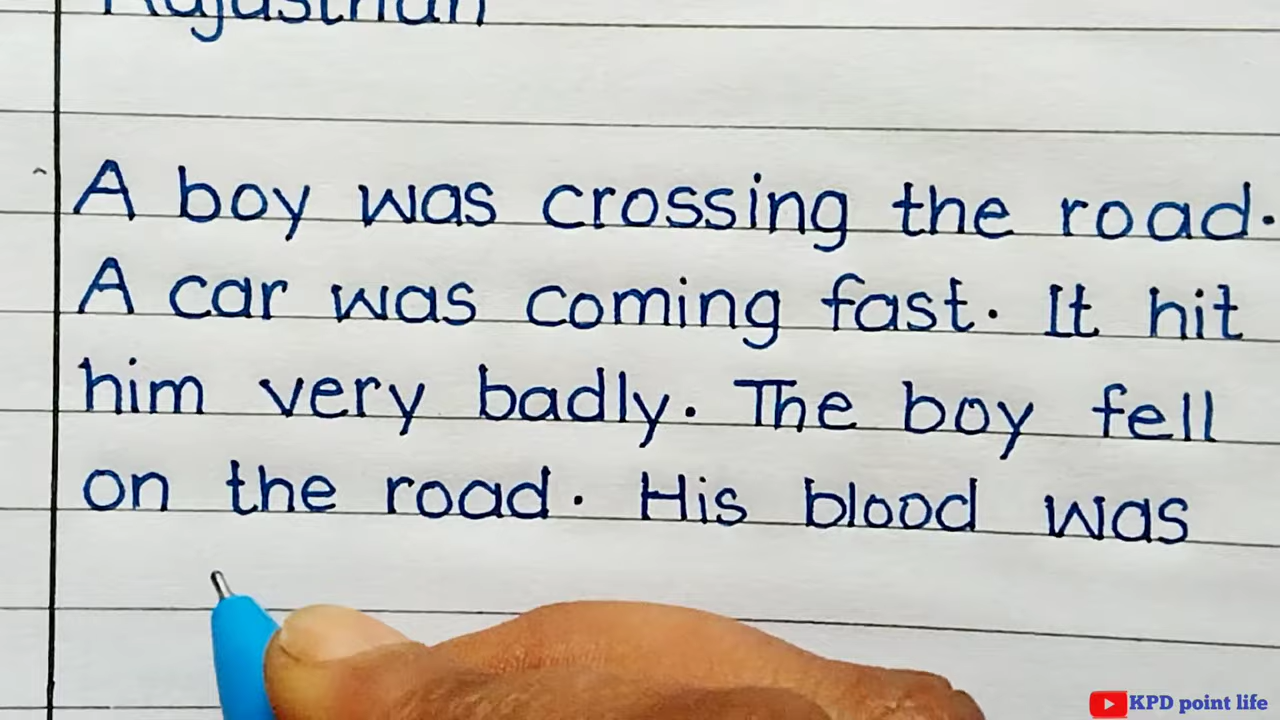 Rajasthan
A boy was crossing the road.
A car was coming fast. It hit
him very badly. The boy fell
on the road. His blood was
KPD point life